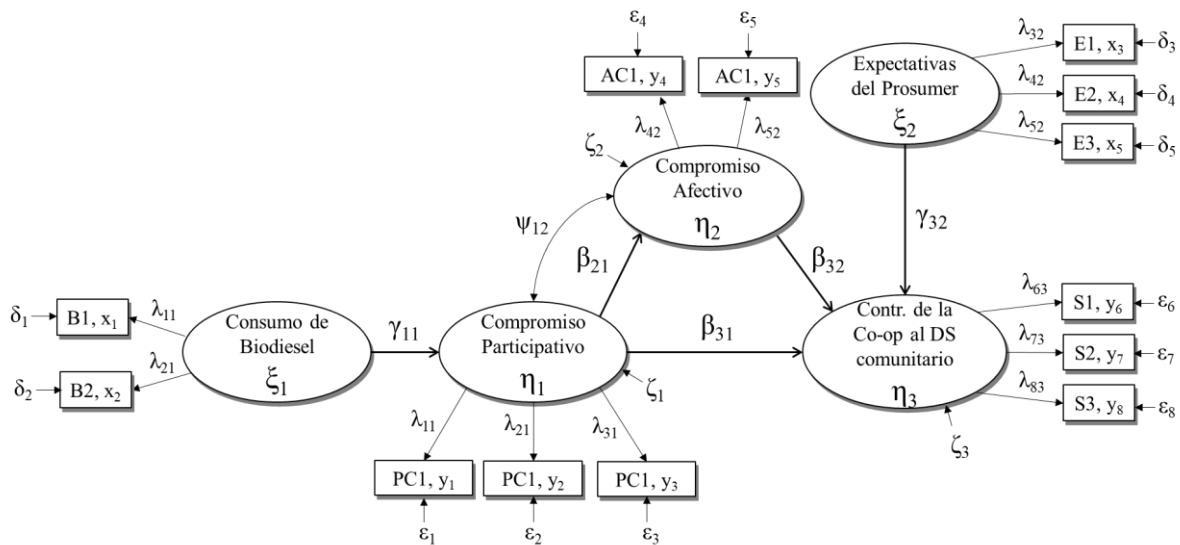 ε4
ε5
AC1, y4
AC1, y5
λ42
λ52
ζ2
Compromiso
Afectivo
η2
Expectativas
del Prosumer
ξ2
λ32
λ42
λ52
E1, x3
δ3
E2, x4
δ4
E3, x5
δ5
ψ12
β21
β32
γ32
δ1
B1, x1
λ11
δ2
B2, x2
λ21
Consumo de
Biodiesel
ξ1
γ11
Compromiso
Participativo
η1
ζ1
β31
Contr. de la
Co-op al DS
comunitario
η3
ζ3
λ63
λ73
λ83
S1, y6
ε6
S2, y7
ε7
S3, y8
ε8
λ11
λ21
λ31
PC1, y1
PC1, y2
PC1, y3
ε1
ε2
ε3